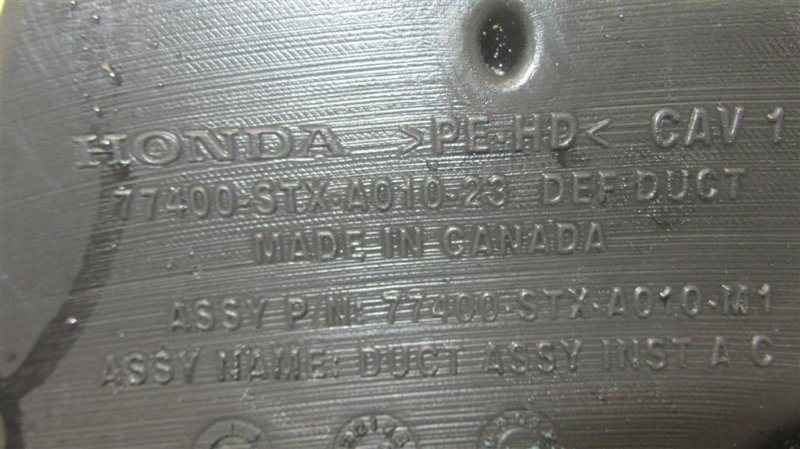 HONDA >PE-HD< CAV 1
77400-STX-A010-23 DEF DUCT
MADE IN CANADA
ASSY P/N: 77400-STX-A010-M1
ASSY NAME: DUCT ASSY INST A C